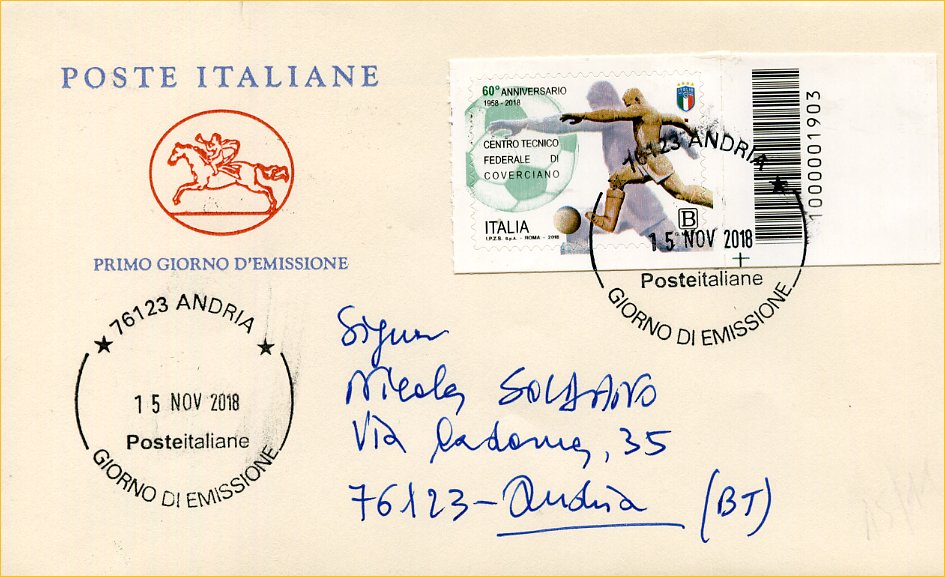 POSTE ITALIANE
PRIMO GIORNO D'EMISSIONE
60° ANNIVERSARIO
1958 - 2018
CENTRO TECNICO
FEDERALE DI
COVERCIANO
ITALIA
I.P.Z.S. S.p.A. - ROMA - 2018
B
1000001903
76123 ANDRIA
15 NOV 2018
Posteitaliane
GIORNO DI EMISSIONE
76123 ANDRIA
15 NOV 2018
Posteitaliane
GIORNO DI EMISSIONE
Signor
Nicola SOLDANO
Via Cadorna, 35
76123 - Andria (BT)